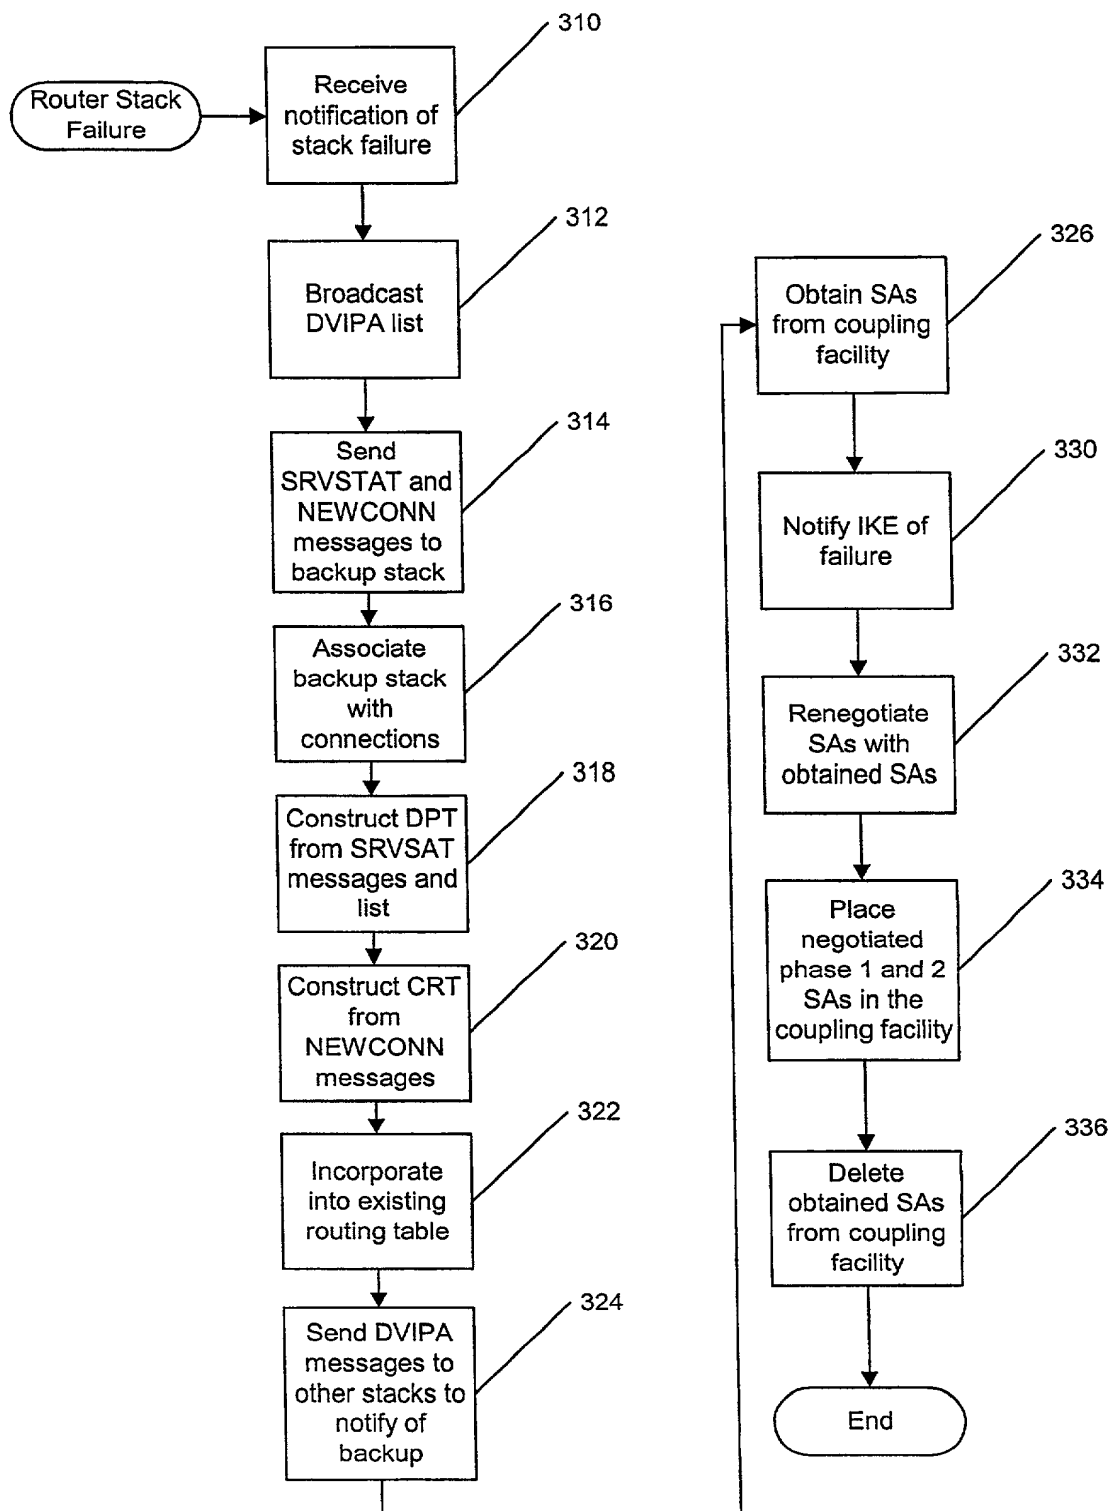 310
Router Stack
Failure
Receive
notification of
stack failure
312
Broadcast
DVIPA list
314
Send
SRVSTAT and
NEWCONN
messages to
backup stack
316
Associate
backup stack
with
connections
318
Construct DPT
from SRVSAT
messages and
list
320
Construct CRT
from
NEWCONN
messages
322
Incorporate
into existing
routing table
324
Send DVIPA
messages to
other stacks to
notify of
backup
326
Obtain SAs
from coupling
facility
330
Notify IKE of
failure
332
Renegotiate
SAs with
obtained SAs
334
Place
negotiated
phase 1 and 2
SAs in the
coupling facility
336
Delete
obtained SAs
from coupling
facility
End